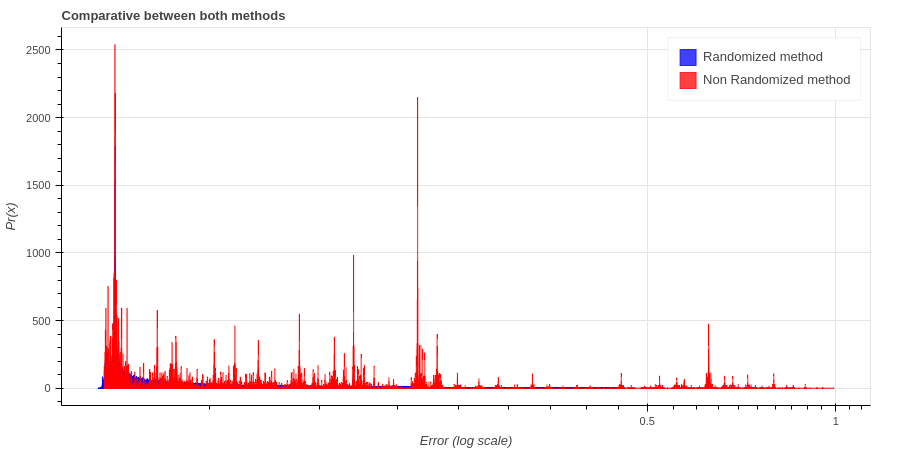 Comparative between both methods
Randomized method
Non Randomized method
2500
2000
1500
1000
500
0
Pr(x)
0.5
1
Error (log scale)